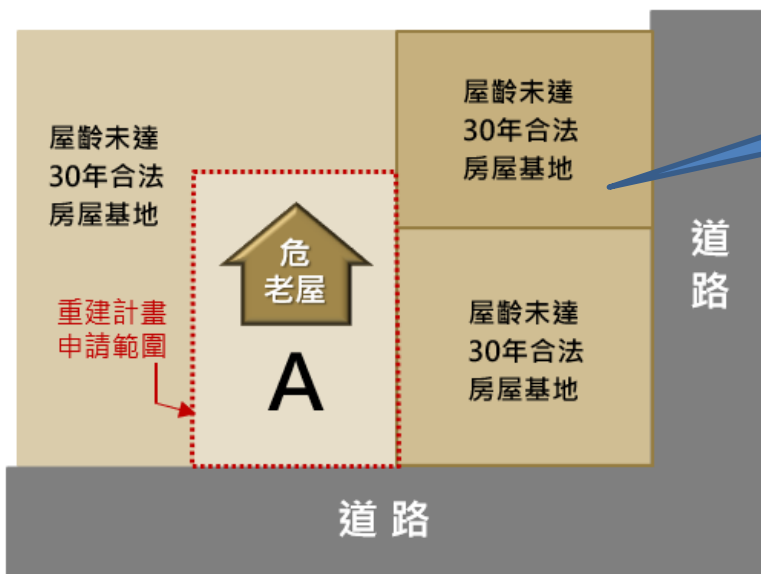 屋齡未達
30年合法
房屋基地
屋齡未達
30年合法
房屋基地
危
老屋
A
重建計畫
申請範圍
屋齡未達
30年合法
房屋基地
道
路
道路